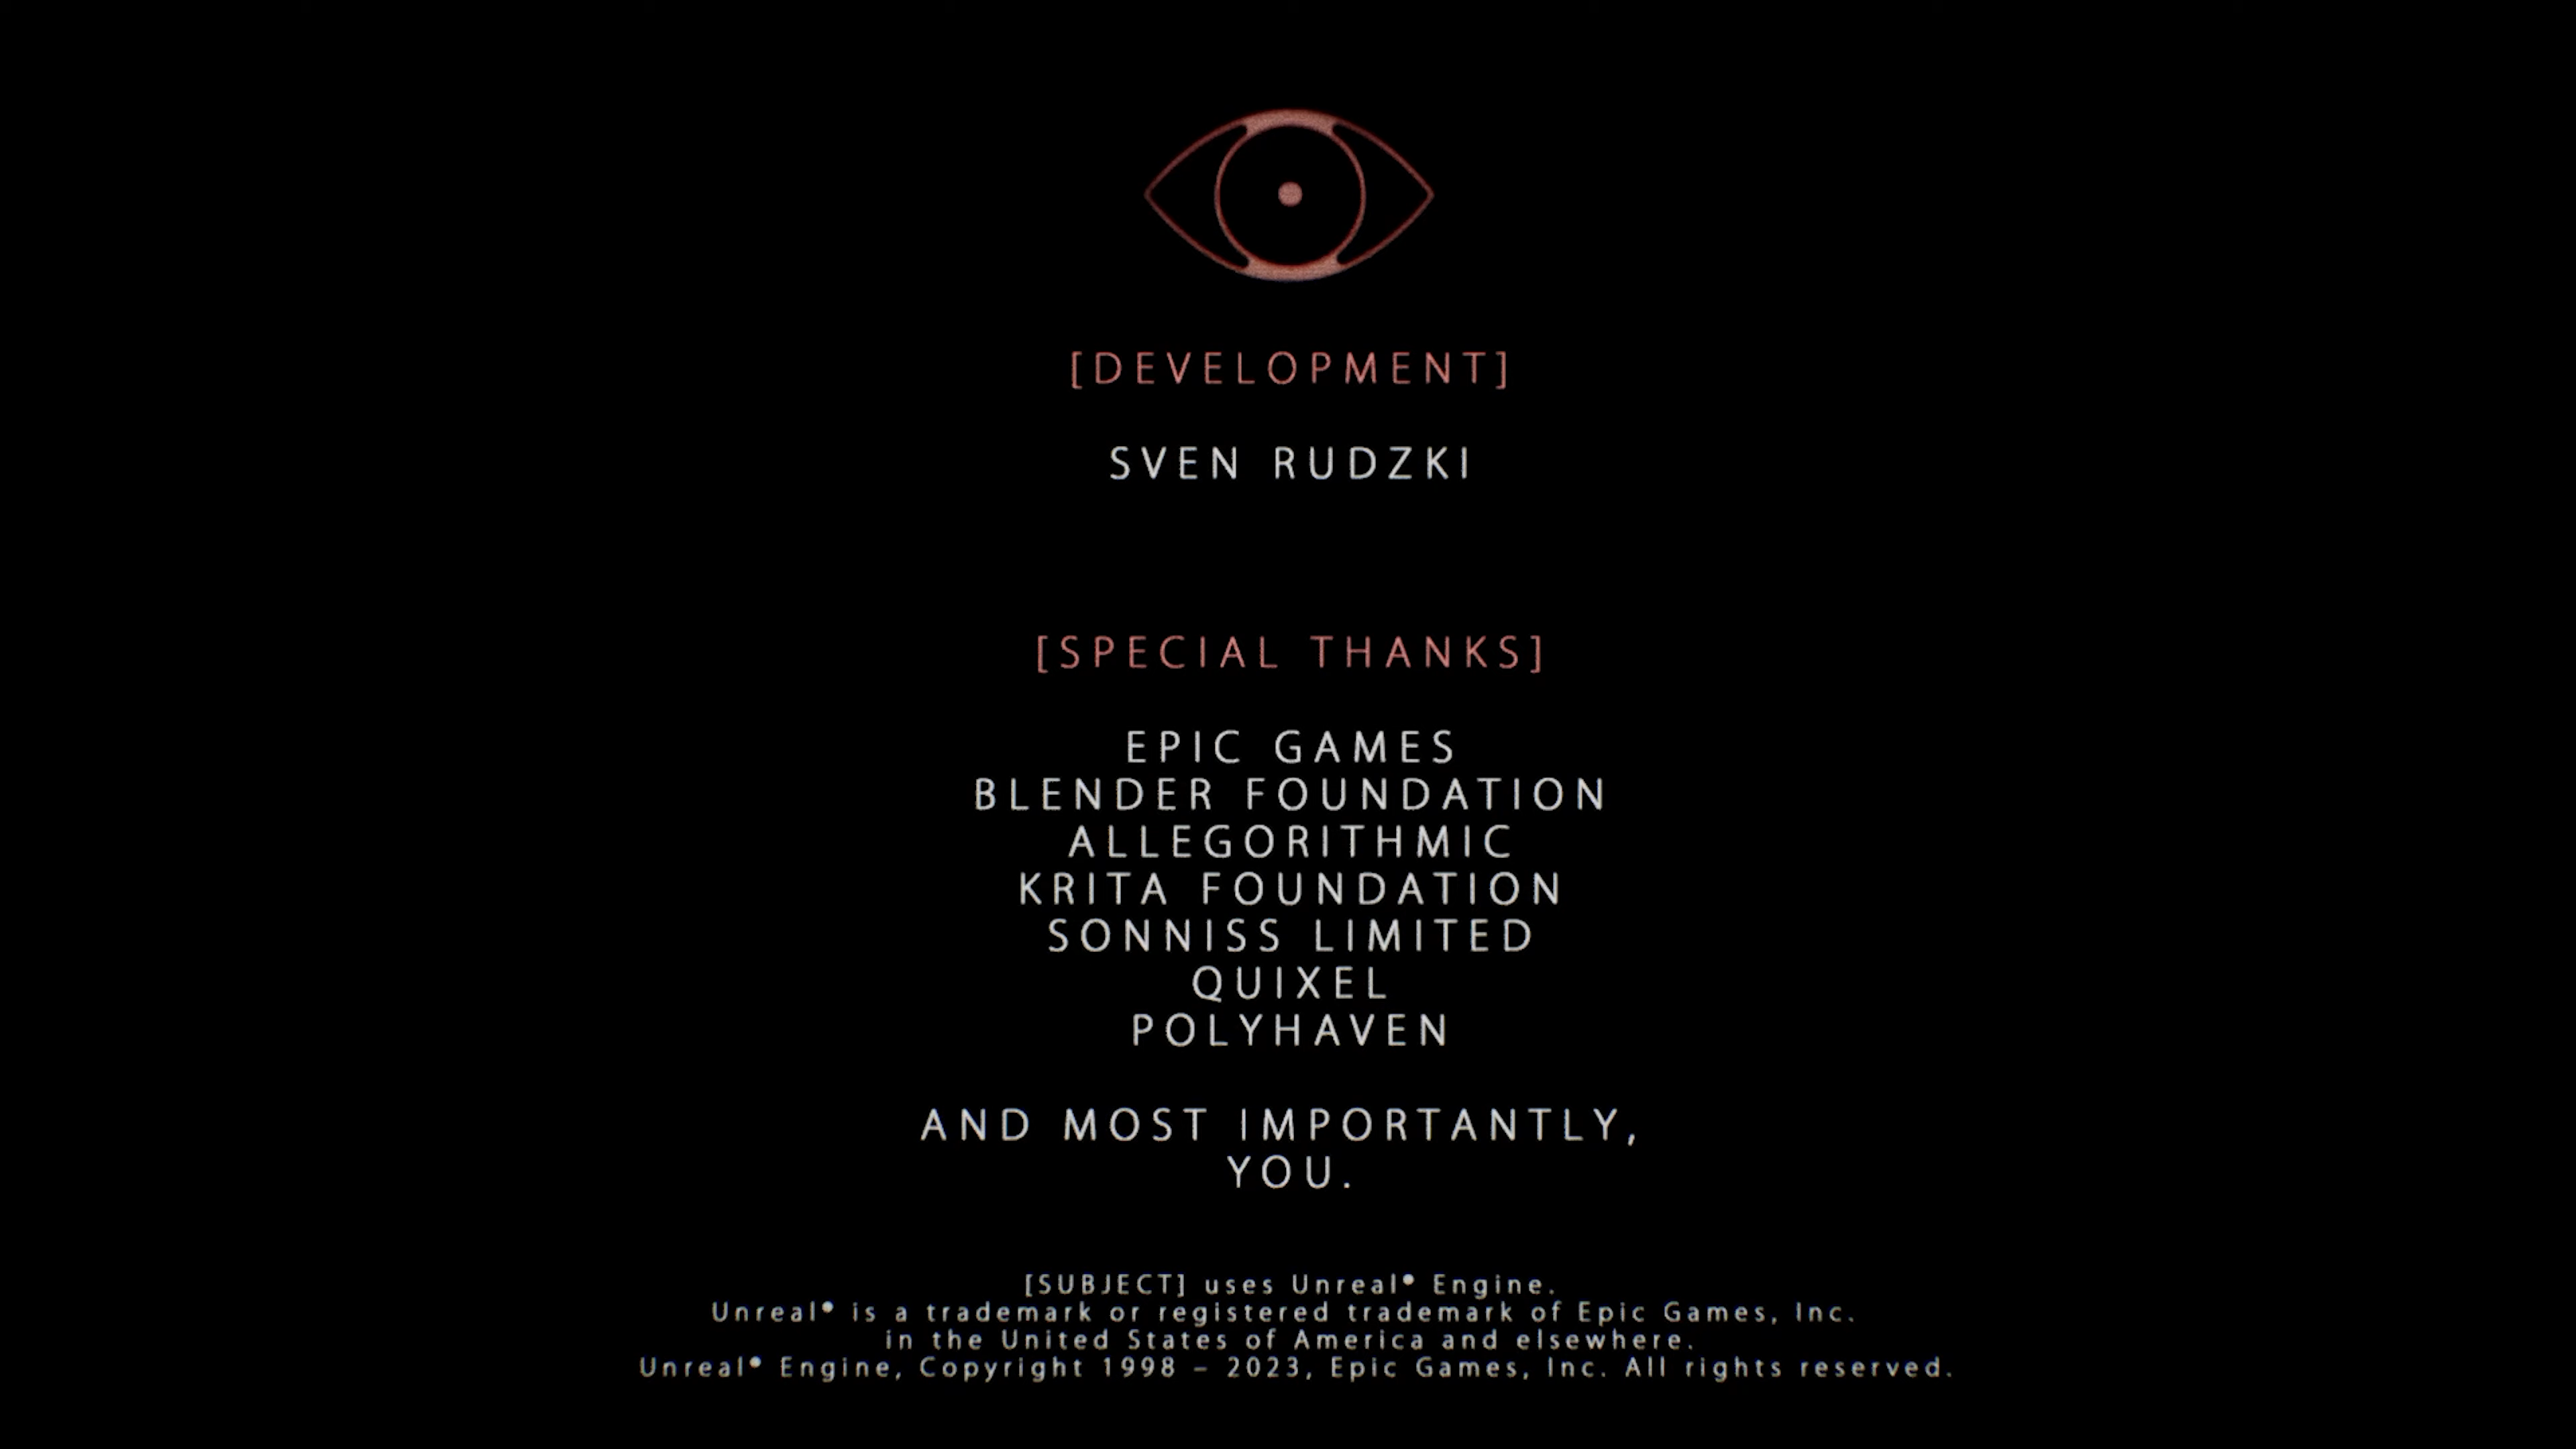 [DEVELOPMENT]
SVEN RUDZKI
[SPECIAL THANKS]
EPIC GAMES
BLENDER FOUNDATION
ALLEGORITHMIC
KRITA FOUNDATION
SONNISS LIMITED
QUIXEL
POLYHAVEN
AND MOST IMPORTANTLY,
YOU.
[SUBJECT] uses Unreal® Engine.
Unreal® is a trademark or registered trademark of Epic Games, Inc.
in the United States of America and elsewhere.
Unreal® Engine, Copyright 1998 – 2023, Epic Games, Inc. All rights reserved.